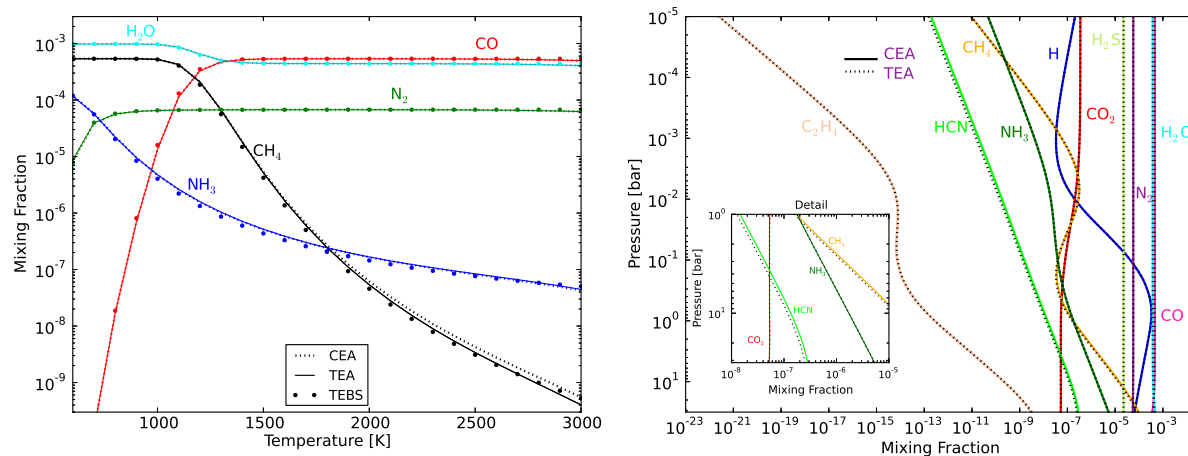 10⁻³
10⁻⁴
10⁻⁵
10⁻⁶
10⁻⁷
10⁻⁸
10⁻⁹
Mixing Fraction
H₂O
CO
N₂
CH₄
NH₃
CEA
TEA
TEBS
1000 1500 2000 2500 3000
Temperature [K]
10⁻⁵
10⁻⁴
10⁻³
10⁻²
10⁻¹
10⁰
10¹
Pressure [bar]
CEA
TEA
CH₄
H
H₂S
C₂H₄
HCN
NH₃
CO₂
H₂O
N₂
CO
Detail
10⁰
10¹
Pressure [bar]
CH₄
NH₃
HCN
CO₂
10⁻⁸ 10⁻⁷ 10⁻⁶ 10⁻⁵
Mixing Fraction
10⁻²³ 10⁻²¹ 10⁻¹⁹ 10⁻¹⁷ 10⁻¹⁵ 10⁻¹³ 10⁻¹¹ 10⁻⁹ 10⁻⁷ 10⁻⁵ 10⁻³
Mixing Fraction